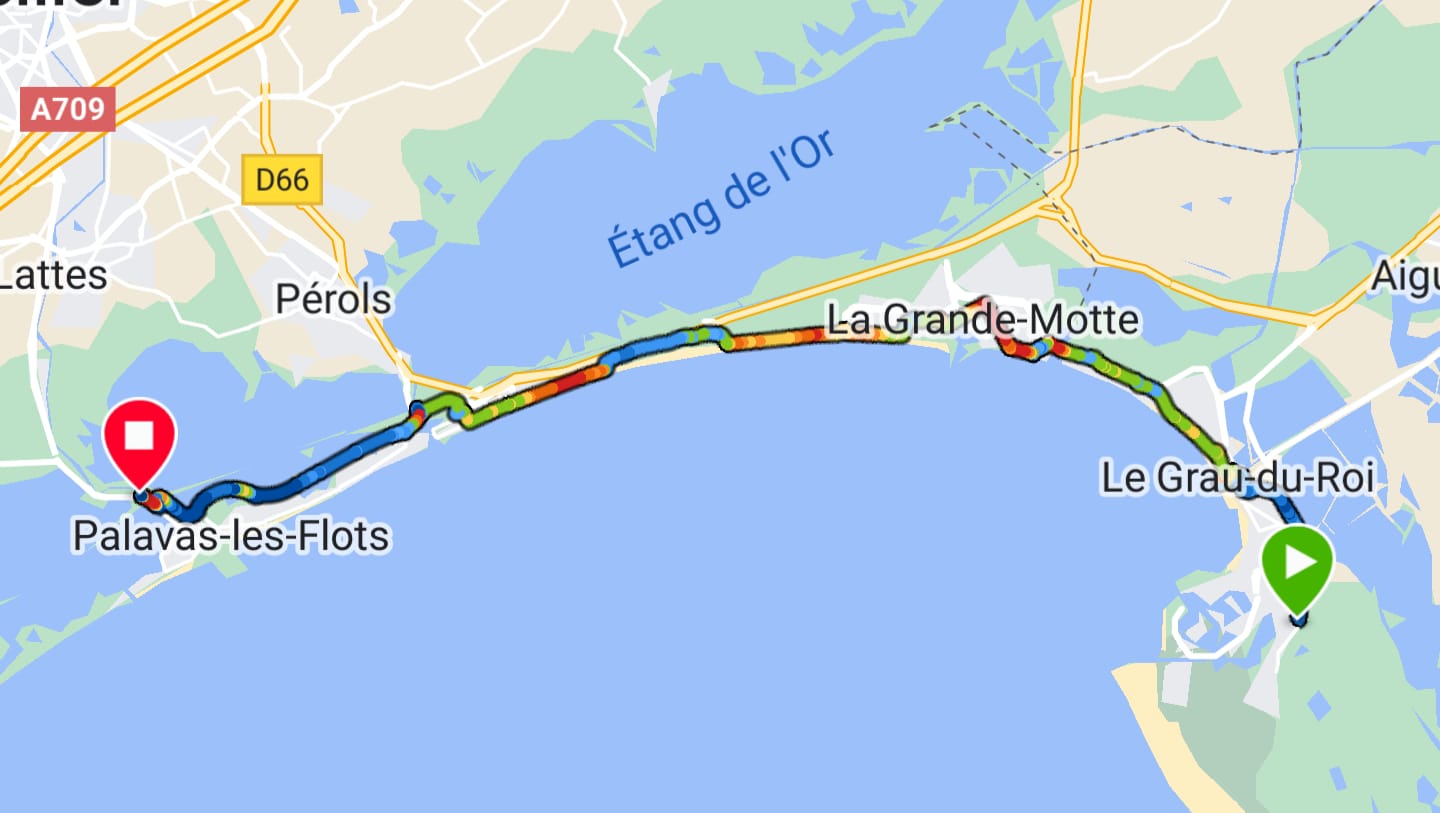 A709
D66
Étang de l'Or
Lattes
Pérols
Aigu
La Grande-Motte
Le Grau-du-Roi
Palavas-les-Flots